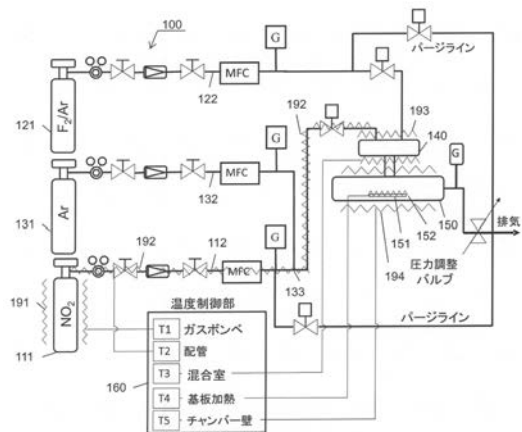 100
G
パージライン
MFC
122
192
193
121
F₂/Ar
140
G
G
MFC
132
131
Ar
150
排気
151
152
192
112
194
圧力調整
バルブ
G
MFC
133
191
NO₂
111
温度制御部
パージライン
T1 ガスボンベ
T2 配管
160
T3 混合室
T4 基板加熱
T5 チャンバー壁